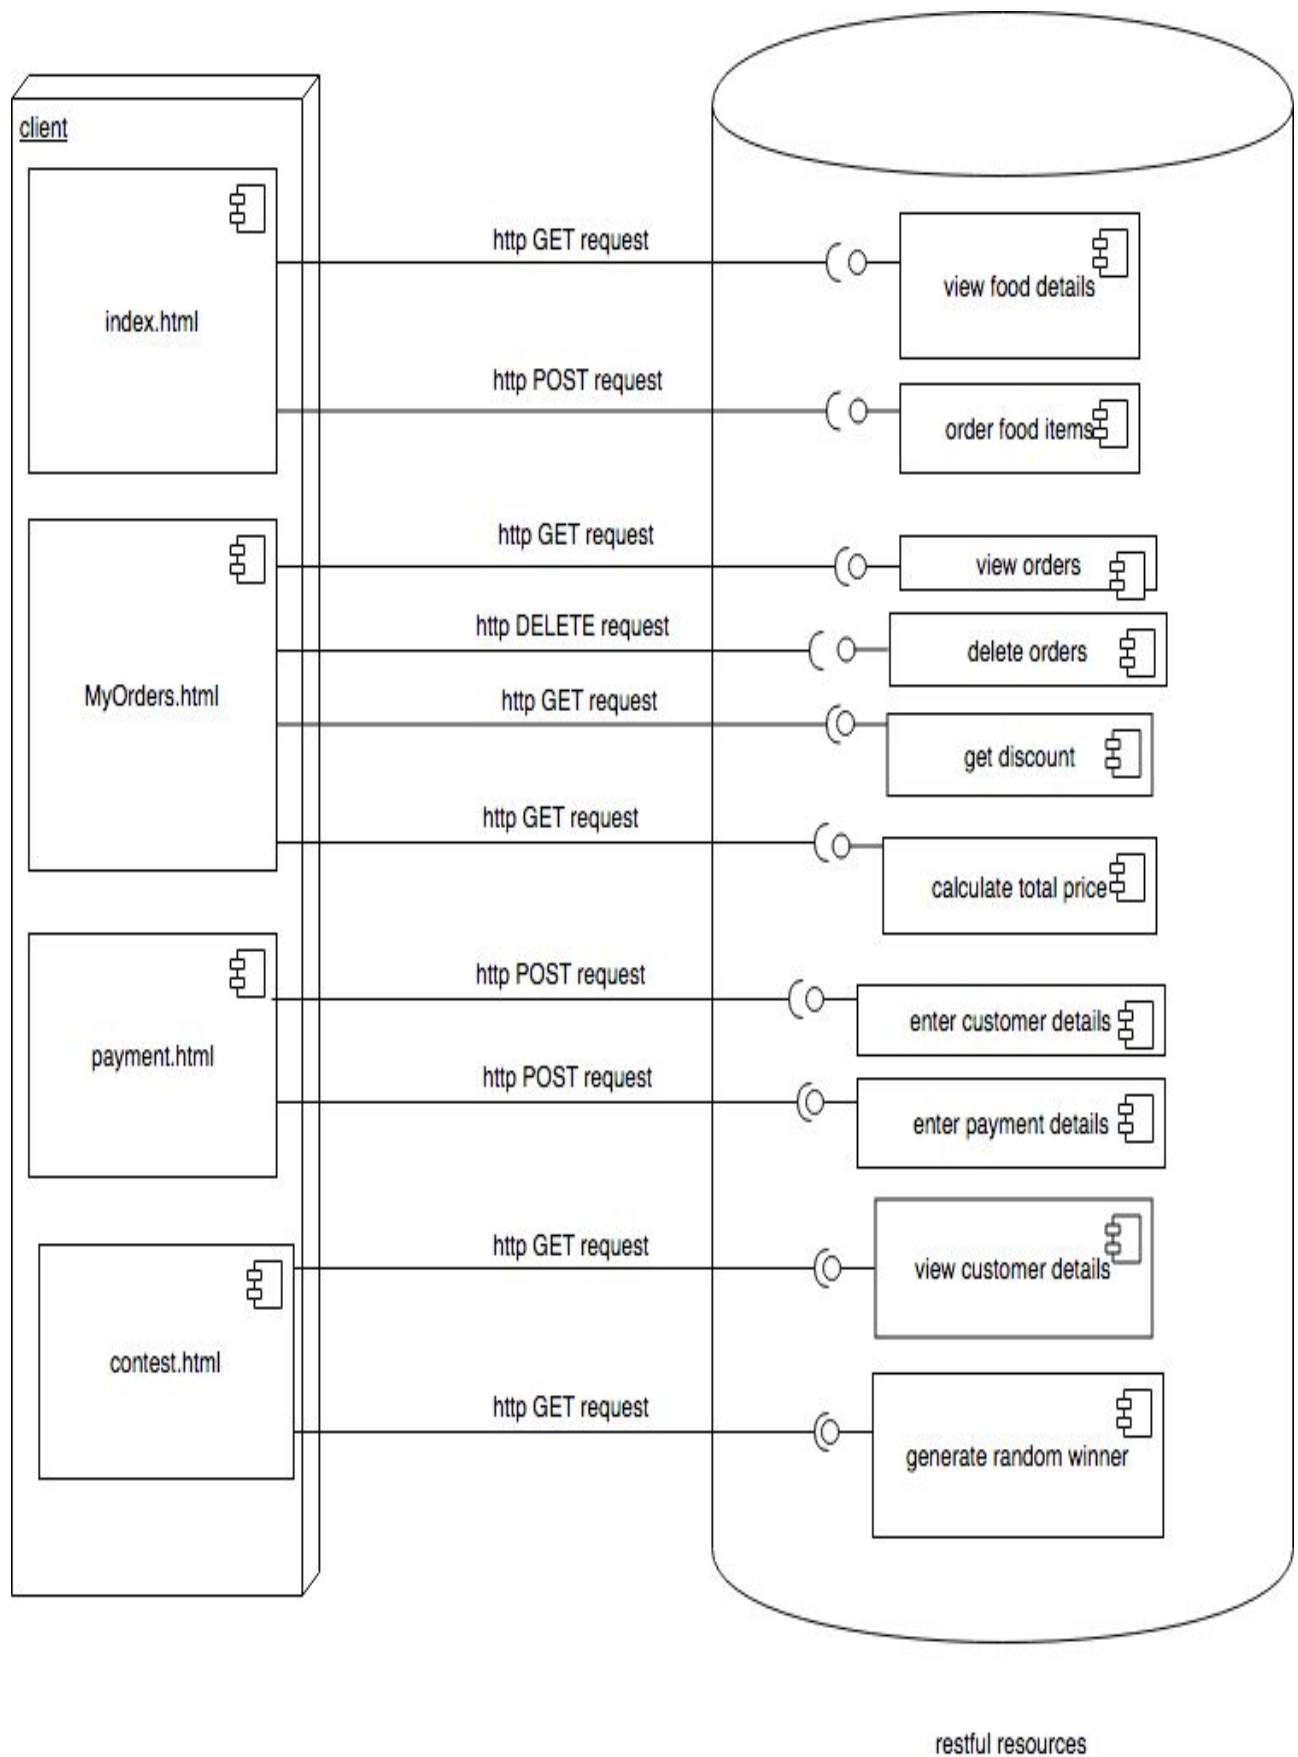 client
index.html
http GET request
view food details
http POST request
order food items
MyOrders.html
http GET request
view orders
http DELETE request
delete orders
http GET request
get discount
http GET request
calculate total price
payment.html
http POST request
enter customer details
http POST request
enter payment details
contest.html
http GET request
view customer details
http GET request
generate random winner
restful resources